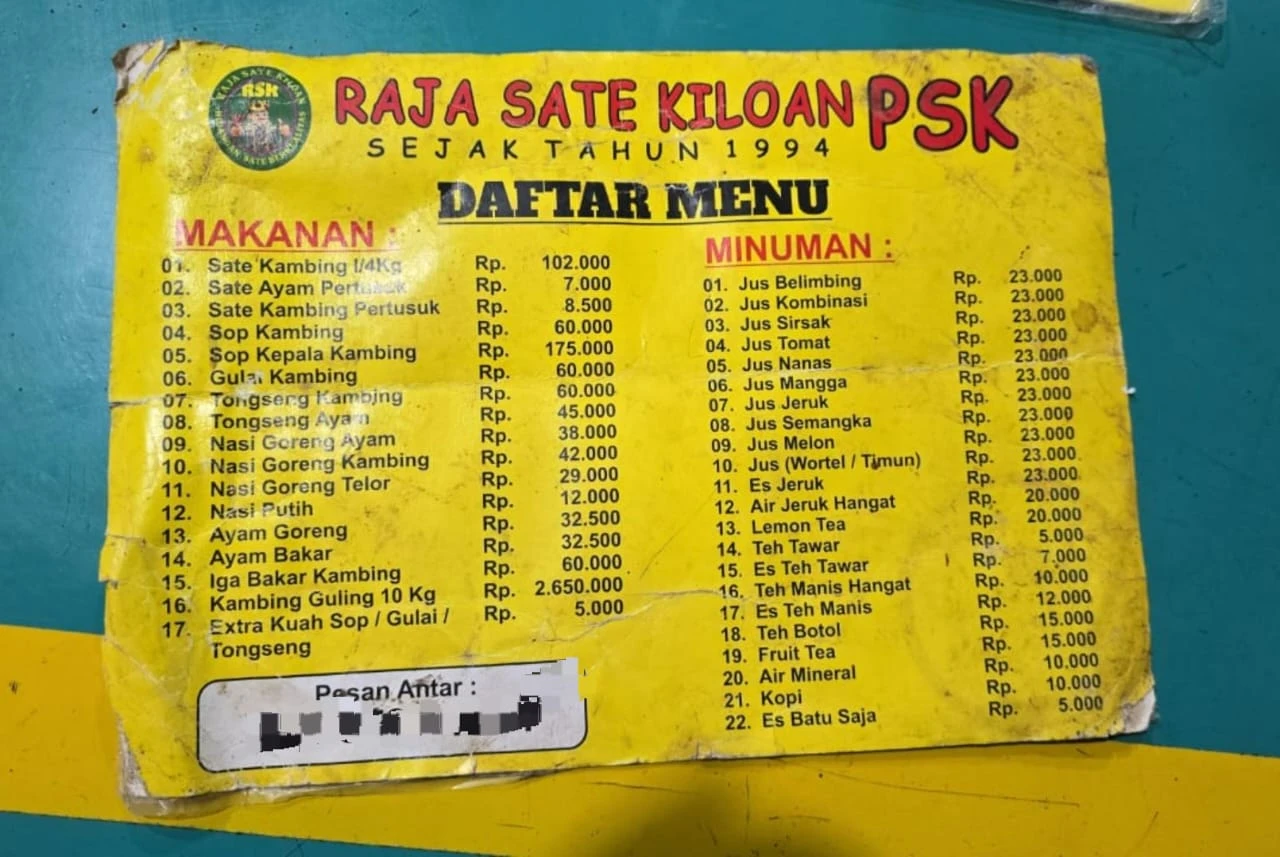 RAJA SATE KILOAN
RSK
SATE BERKUALITAS
RAJA SATE KILOAN PSK
SEJAK TAHUN 1994
DAFTAR MENU
MAKANAN :
01. Sate Kambing 1/4Kg Rp. 102.000
02. Sate Ayam Pertusuk Rp. 7.000
03. Sate Kambing Pertusuk Rp. 8.500
04. Sop Kambing Rp. 60.000
05. Sop Kepala Kambing Rp. 175.000
06. Gulai Kambing Rp. 60.000
07. Tongseng Kambing Rp. 60.000
08. Tongseng Ayam Rp. 45.000
09. Nasi Goreng Ayam Rp. 38.000
10. Nasi Goreng Kambing Rp. 42.000
11. Nasi Goreng Telor Rp. 29.000
12. Nasi Putih Rp. 12.000
13. Ayam Goreng Rp. 32.500
14. Ayam Bakar Rp. 32.500
15. Iga Bakar Kambing Rp. 60.000
16. Kambing Guling 10 Kg Rp. 2.650.000
17. Extra Kuah Sop / Gulai / Rp. 5.000
Tongseng
Pesan Antar :
MINUMAN :
01. Jus Belimbing Rp. 23.000
02. Jus Kombinasi Rp. 23.000
03. Jus Sirsak Rp. 23.000
04. Jus Tomat Rp. 23.000
05. Jus Nanas Rp. 23.000
06. Jus Mangga Rp. 23.000
07. Jus Jeruk Rp. 23.000
08. Jus Semangka Rp. 23.000
09. Jus Melon Rp. 23.000
10. Jus (Wortel / Timun) Rp. 23.000
11. Es Jeruk Rp. 23.000
12. Air Jeruk Hangat Rp. 20.000
13. Lemon Tea Rp. 20.000
14. Teh Tawar Rp. 5.000
15. Es Teh Tawar Rp. 7.000
16. Teh Manis Hangat Rp. 10.000
17. Es Teh Manis Rp. 12.000
18. Teh Botol Rp. 15.000
19. Fruit Tea Rp. 15.000
20. Air Mineral Rp. 10.000
21. Kopi Rp. 10.000
22. Es Batu Saja Rp. 5.000